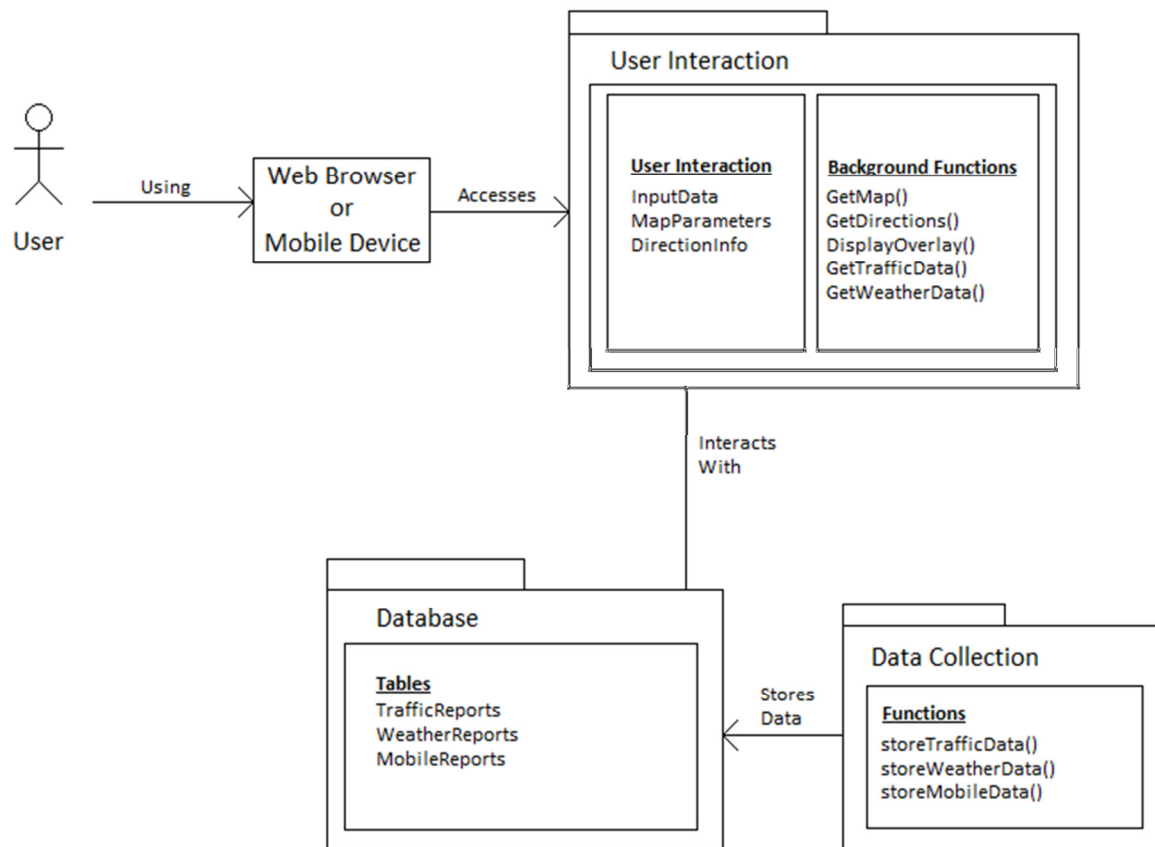 User Interaction
User Interaction
InputData
MapParameters
DirectionInfo
Background Functions
GetMap()
GetDirections()
DisplayOverlay()
GetTrafficData()
GetWeatherData()
User
Using
Web Browser
or
Mobile Device
Accesses
Interacts
With
Database
Tables
TrafficReports
WeatherReports
MobileReports
Stores
Data
Data Collection
Functions
storeTrafficData()
storeWeatherData()
storeMobileData()